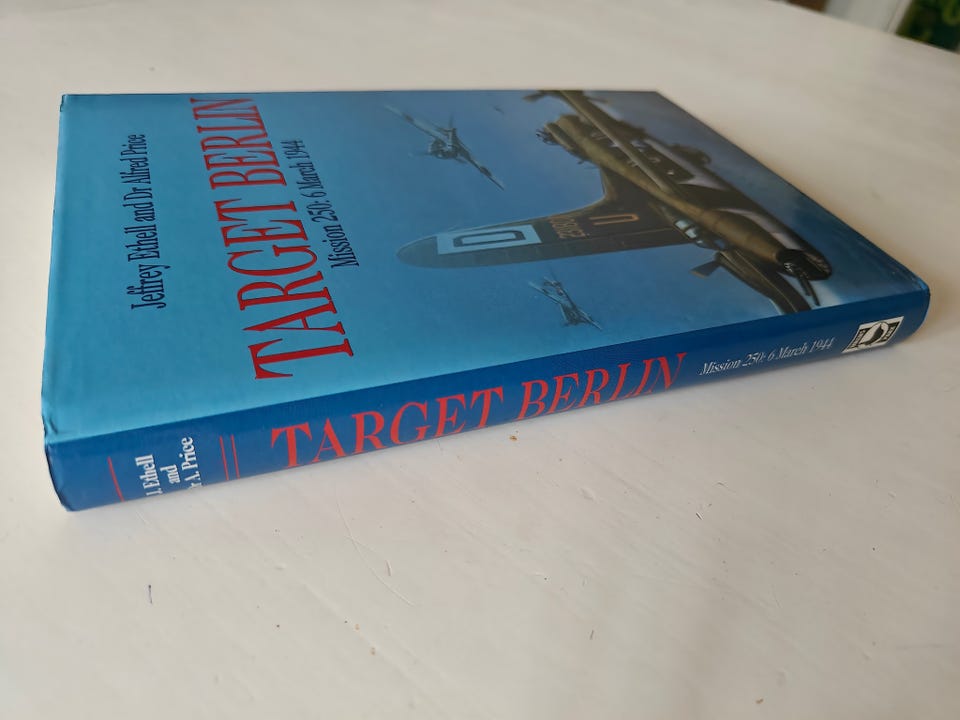 Jeffrey Ethell and Dr Alfred Price
TARGET BERLIN
Mission 250: 6 March 1944
D
D
J. Ethell
and
Dr A. Price
TARGET BERLIN
Mission 250: 6 March 1944